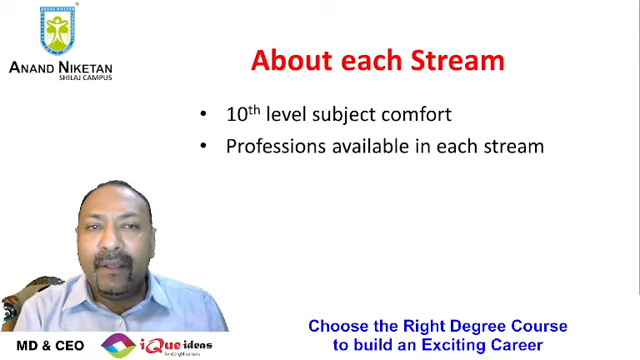 ANAND NIKETAN
SHILAJ CAMPUS
About each Stream
• 10th level subject comfort
• Professions available in each stream
MD & CEO
iQue ideas
Choose the Right Degree Course
to build an Exciting Career